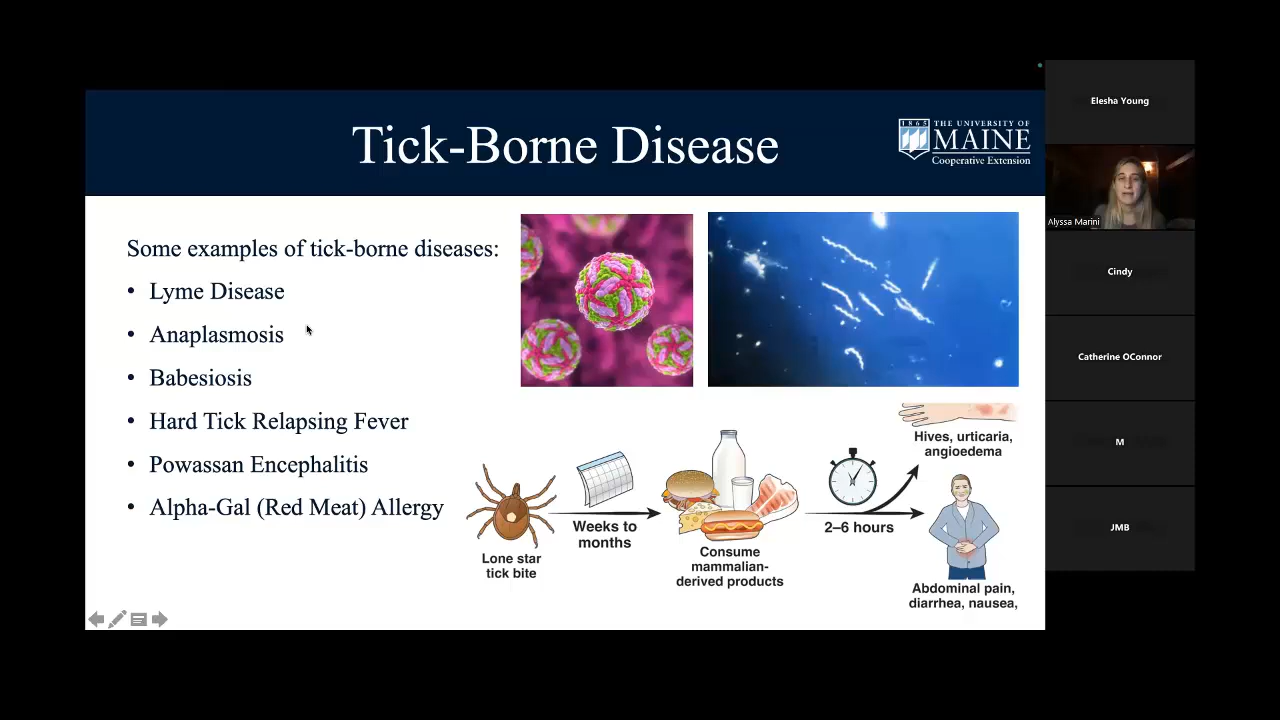 Tick-Borne Disease
1865
THE UNIVERSITY OF
MAINE
Cooperative Extension
Some examples of tick-borne diseases:
• Lyme Disease
• Anaplasmosis
• Babesiosis
• Hard Tick Relapsing Fever
• Powassan Encephalitis
• Alpha-Gal (Red Meat) Allergy
Lone star
tick bite
Weeks to
months
Consume
mammalian-
derived products
2–6 hours
Hives, urticaria,
angioedema
Abdominal pain,
diarrhea, nausea,
Elesha Young
Alyssa Marini
Cindy
Catherine OConnor
M
JMB